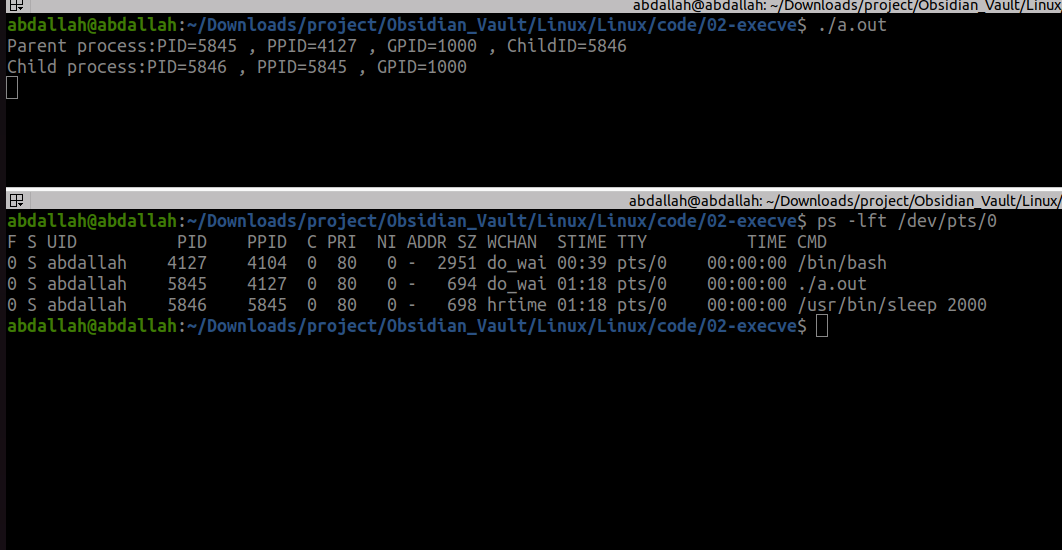 abdallah@abdallah: ~/Downloads/project/Obsidian_Vault/Linux/
abdallah@abdallah:~/Downloads/project/Obsidian_Vault/Linux/Linux/code/02-execve$ ./a.out
Parent process:PID=5845 , PPID=4127 , GPID=1000 , ChildID=5846
Child process:PID=5846 , PPID=5845 , GPID=1000
abdallah@abdallah: ~/Downloads/project/Obsidian_Vault/Linux/
abdallah@abdallah:~/Downloads/project/Obsidian_Vault/Linux/Linux/code/02-execve$ ps -lft /dev/pts/0
F S UID          PID    PPID  C PRI  NI ADDR SZ WCHAN  STIME TTY          TIME CMD
0 S abdallah    4127    4104  0  80   0 -  2951 do_wai 00:39 pts/0    00:00:00 /bin/bash
0 S abdallah    5845    4127  0  80   0 -   694 do_wai 01:18 pts/0    00:00:00 ./a.out
0 S abdallah    5846    5845  0  80   0 -   698 hrtime 01:18 pts/0    00:00:00 /usr/bin/sleep 2000
abdallah@abdallah:~/Downloads/project/Obsidian_Vault/Linux/Linux/code/02-execve$